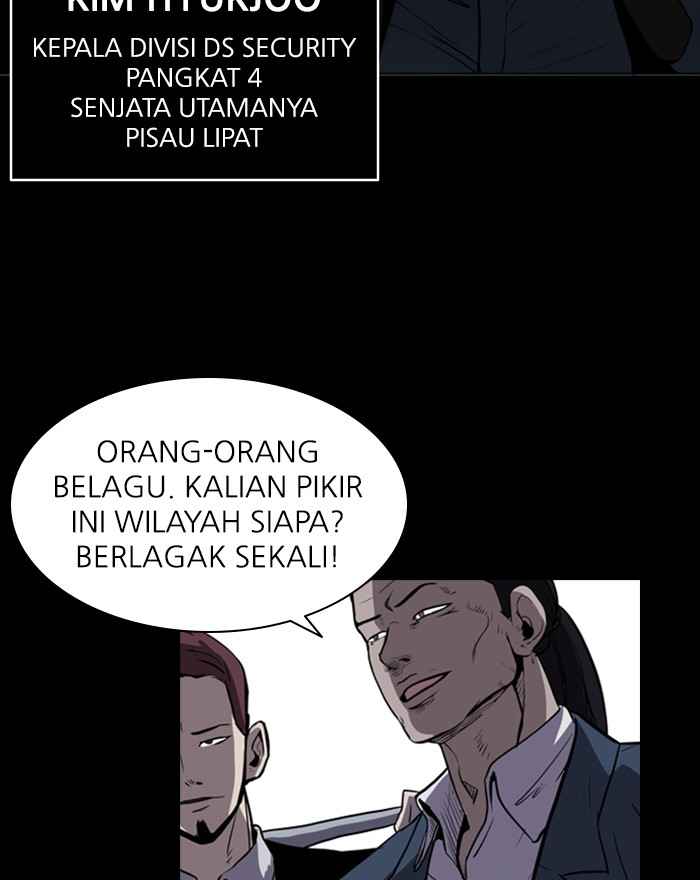 KEPALA DIVISI DS SECURITY
PANGKAT 4
SENJATA UTAMANYA
PISAU LIPAT
ORANG-ORANG
BELAGU. KALIAN PIKIR
INI WILAYAH SIAPA?
BERLAGAK SEKALI!